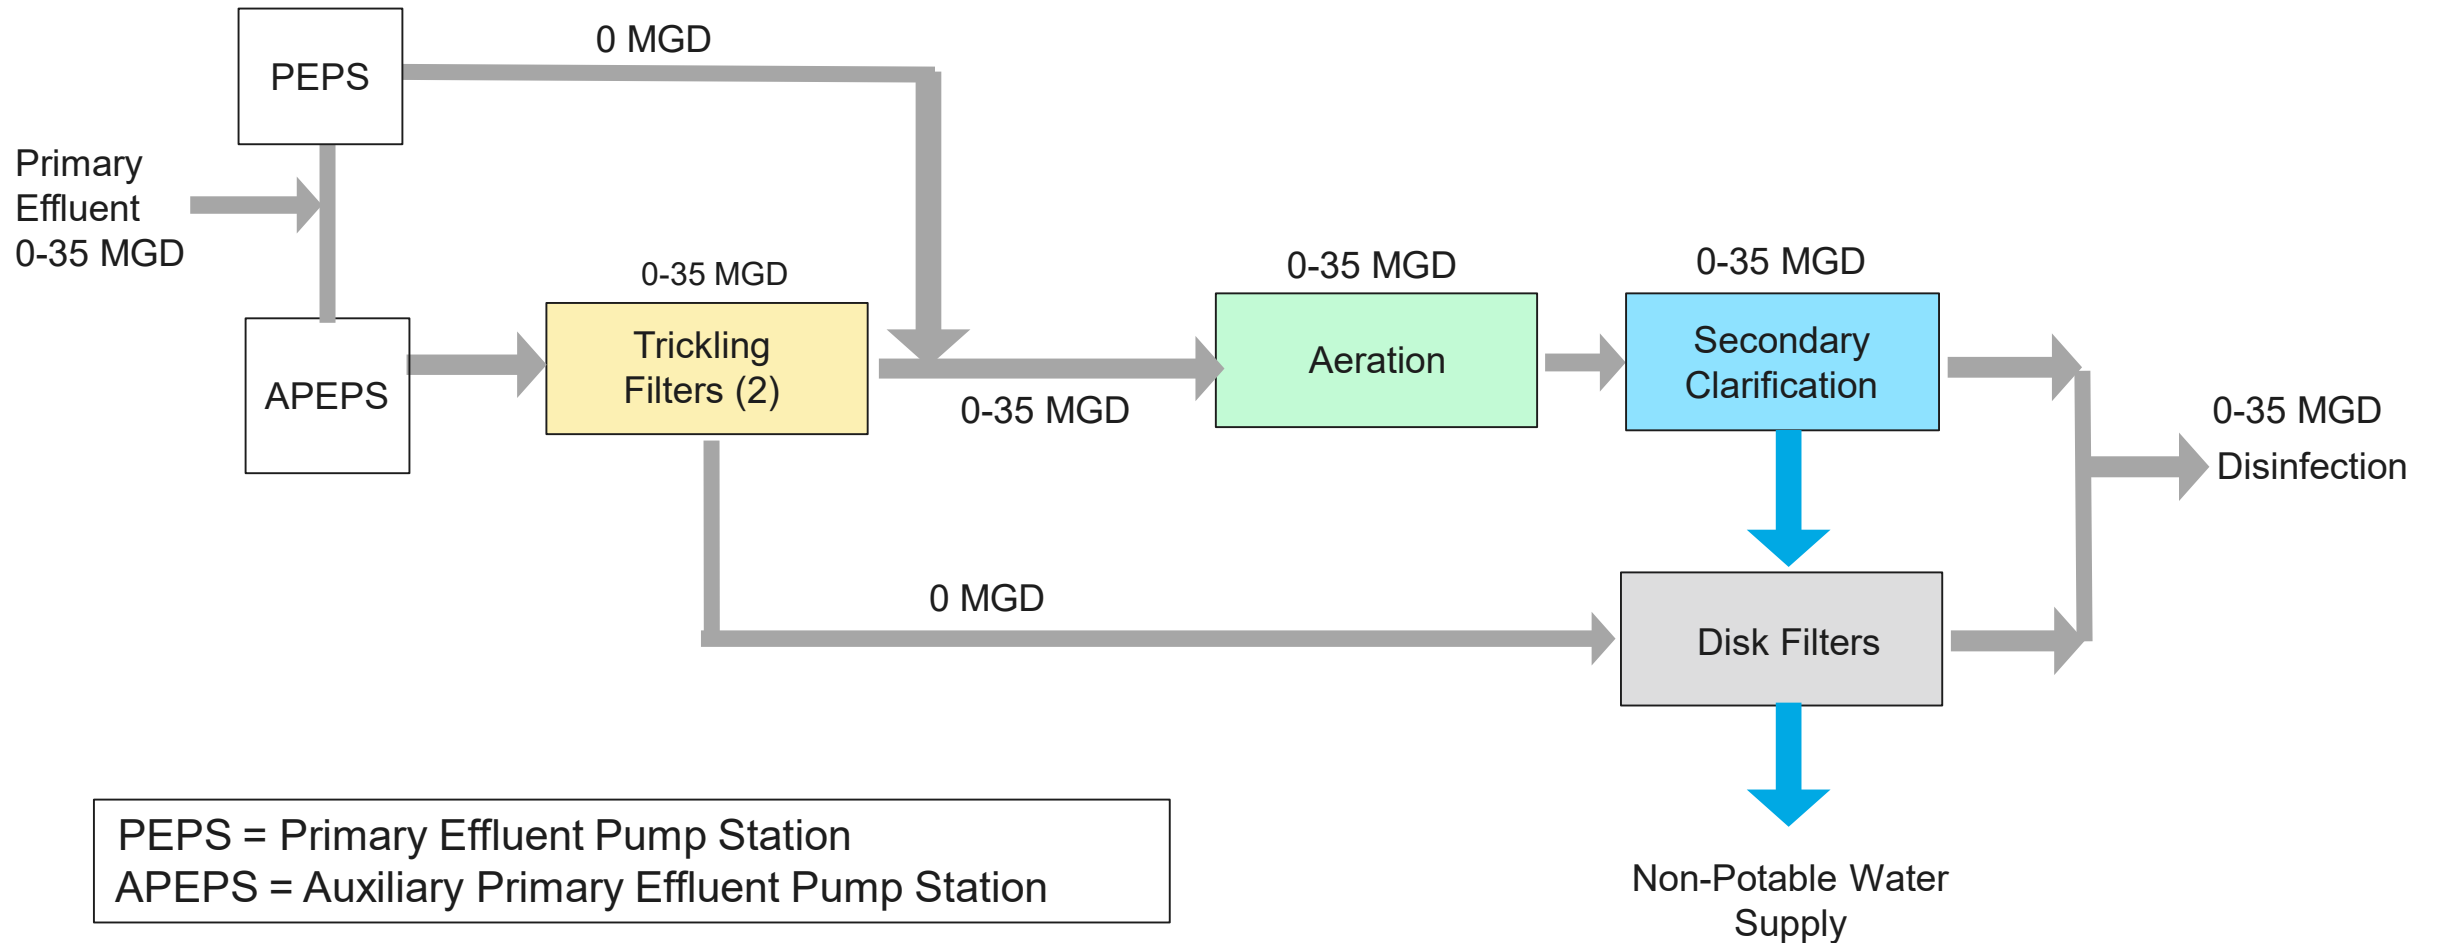 0 MGD
PEPS
Primary
Effluent
0-35 MGD
0-35 MGD
0-35 MGD
0-35 MGD
Trickling
Filters (2)
APEPS
0-35 MGD
Aeration
Secondary
Clarification
0-35 MGD
Disinfection
0 MGD
Disk Filters
PEPS = Primary Effluent Pump Station
APEPS = Auxiliary Primary Effluent Pump Station
Non-Potable Water
Supply